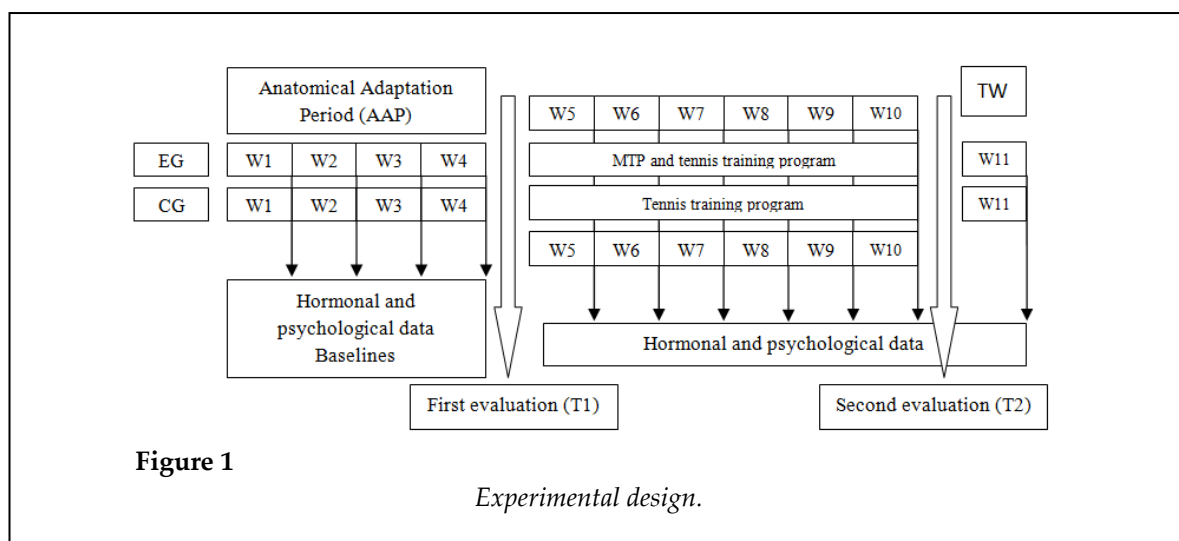 Anatomical Adaptation
Period (AAP)
TW
W5 W6 W7 W8 W9 W10
EG W1 W2 W3 W4 MTP and tennis training program W11
CG W1 W2 W3 W4 Tennis training program W11
W5 W6 W7 W8 W9 W10
Hormonal and
psychological data
Baselines
Hormonal and psychological data
First evaluation (T1)
Second evaluation (T2)
Figure 1
Experimental design.